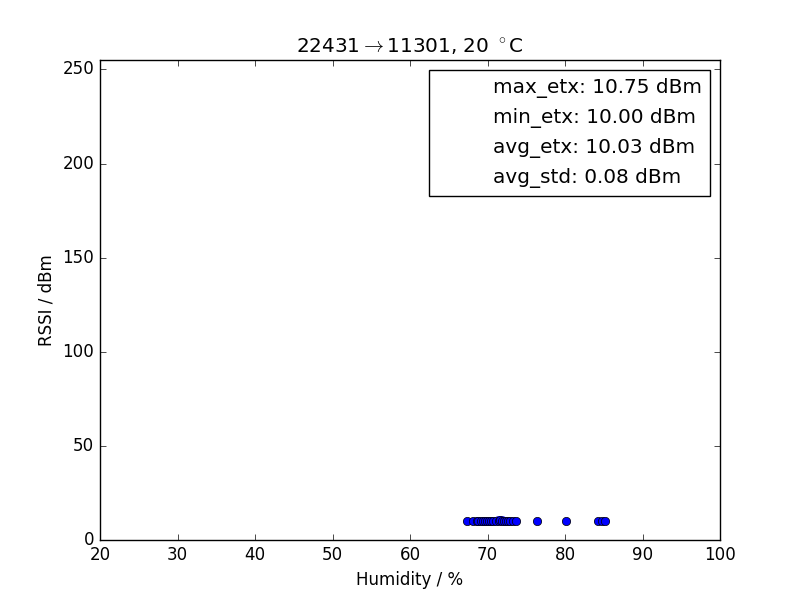 22431→11301, 20 °C
max_etx: 10.75 dBm
min_etx: 10.00 dBm
avg_etx: 10.03 dBm
avg_std: 0.08 dBm
RSSI / dBm
250
200
150
100
50
0
20 30 40 50 60 70 80 90 100
Humidity / %